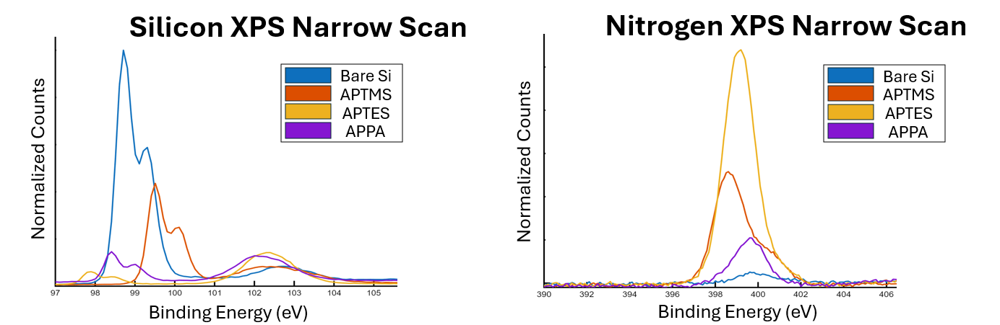 Silicon XPS Narrow Scan
Normalized Counts
Bare Si
APTMS
APTES
APPA
97 98 99 100 101 102 103 104 105
Binding Energy (eV)
Nitrogen XPS Narrow Scan
Normalized Counts
Bare Si
APTMS
APTES
APPA
390 392 394 396 398 400 402 404 406
Binding Energy (eV)